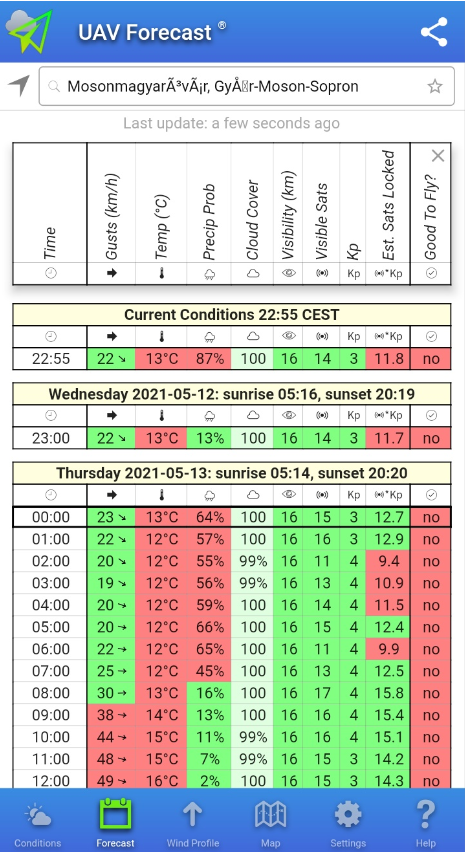 UAV Forecast ®
MosonmagyarÃ³vÃ¡r, GyÅr-Moson-Sopron
Last update: a few seconds ago
Time Gusts (km/h) Temp (°C) Precip Prob Cloud Cover Visibility (km) Visible Sats Kp Est. Sats Locked Good To Fly?
Kp Kp
Current Conditions 22:55 CEST
Kp Kp
22:55 22 13°C 87% 100 16 14 3 11.8 no
Wednesday 2021-05-12: sunrise 05:16, sunset 20:19
Kp Kp
23:00 22 13°C 13% 100 16 14 3 11.7 no
Thursday 2021-05-13: sunrise 05:14, sunset 20:20
Kp Kp
00:00 23 13°C 64% 100 16 15 3 12.7 no
01:00 22 12°C 57% 100 16 16 3 12.9 no
02:00 20 12°C 55% 99% 16 11 4 9.4 no
03:00 19 12°C 56% 99% 16 13 4 10.9 no
04:00 20 12°C 59% 100 16 14 4 11.5 no
05:00 20 12°C 66% 100 16 15 4 12.4 no
06:00 22 12°C 65% 100 16 11 4 9.9 no
07:00 25 12°C 45% 100 16 13 4 12.5 no
08:00 30 13°C 16% 100 16 17 4 15.8 no
09:00 38 14°C 13% 100 16 16 4 15.4 no
10:00 44 15°C 11% 99% 16 16 4 15.1 no
11:00 48 15°C 7% 99% 16 15 3 14.2 no
12:00 49 16°C 2% 100 16 15 3 14.3 no
Conditions Forecast Wind Profile Map Settings Help